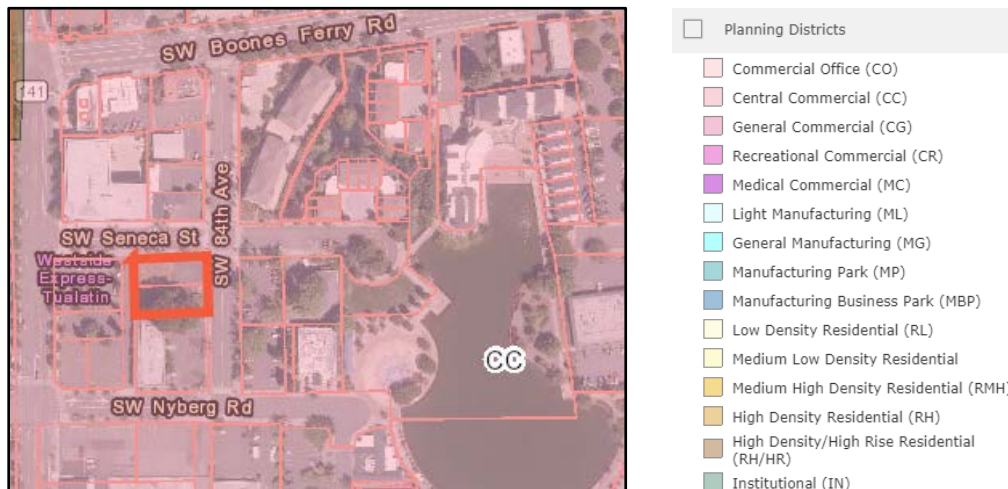 SW Boones Ferry Rd
141
SW 84th Ave
SW Seneca St
Westside
Express-
Tualatin
CC
SW Nyberg Rd
Planning Districts
Commercial Office (CO)
Central Commercial (CC)
General Commercial (CG)
Recreational Commercial (CR)
Medical Commercial (MC)
Light Manufacturing (ML)
General Manufacturing (MG)
Manufacturing Park (MP)
Manufacturing Business Park (MBP)
Low Density Residential (RL)
Medium Low Density Residential
Medium High Density Residential (RMH)
High Density Residential (RH)
High Density/High Rise Residential
(RH/HR)
Institutional (IN)